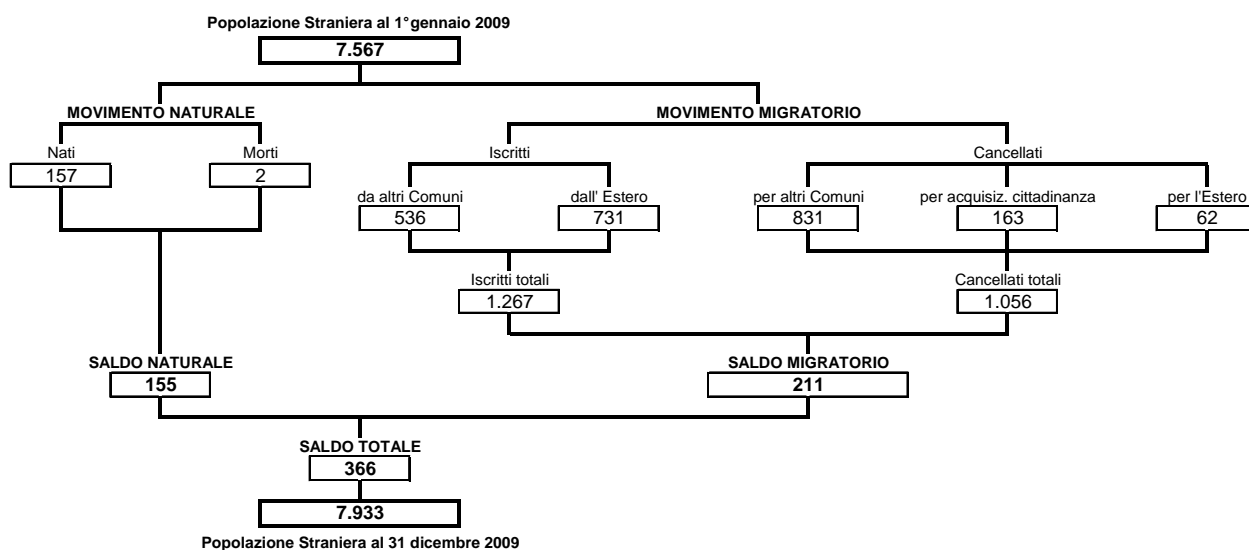 Popolazione Straniera al 1° gennaio 2009
7.567
MOVIMENTO NATURALE
MOVIMENTO MIGRATORIO
Nati
Morti
Iscritti
Cancellati
157
2
da altri Comuni
dall' Estero
per altri Comuni
per acquisiz. cittadinanza
per l'Estero
536
731
831
163
62
Iscritti totali
Cancellati totali
1.267
1.056
SALDO NATURALE
SALDO MIGRATORIO
155
211
SALDO TOTALE
366
7.933
Popolazione Straniera al 31 dicembre 2009